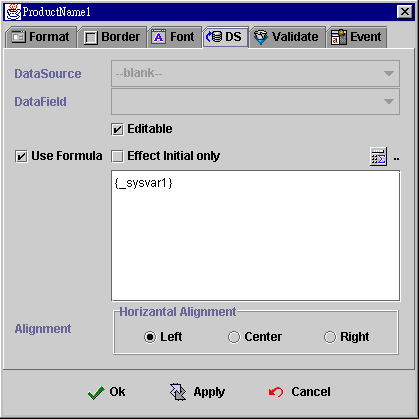 ProductName1
Format Border Font DS Validate Event
DataSource --blank--
DataField
Editable
Use Formula Effect Initial only ..
{_sysvar1}
Horizantal Alignment
Alignment Left Center Right
Ok Apply Cancel